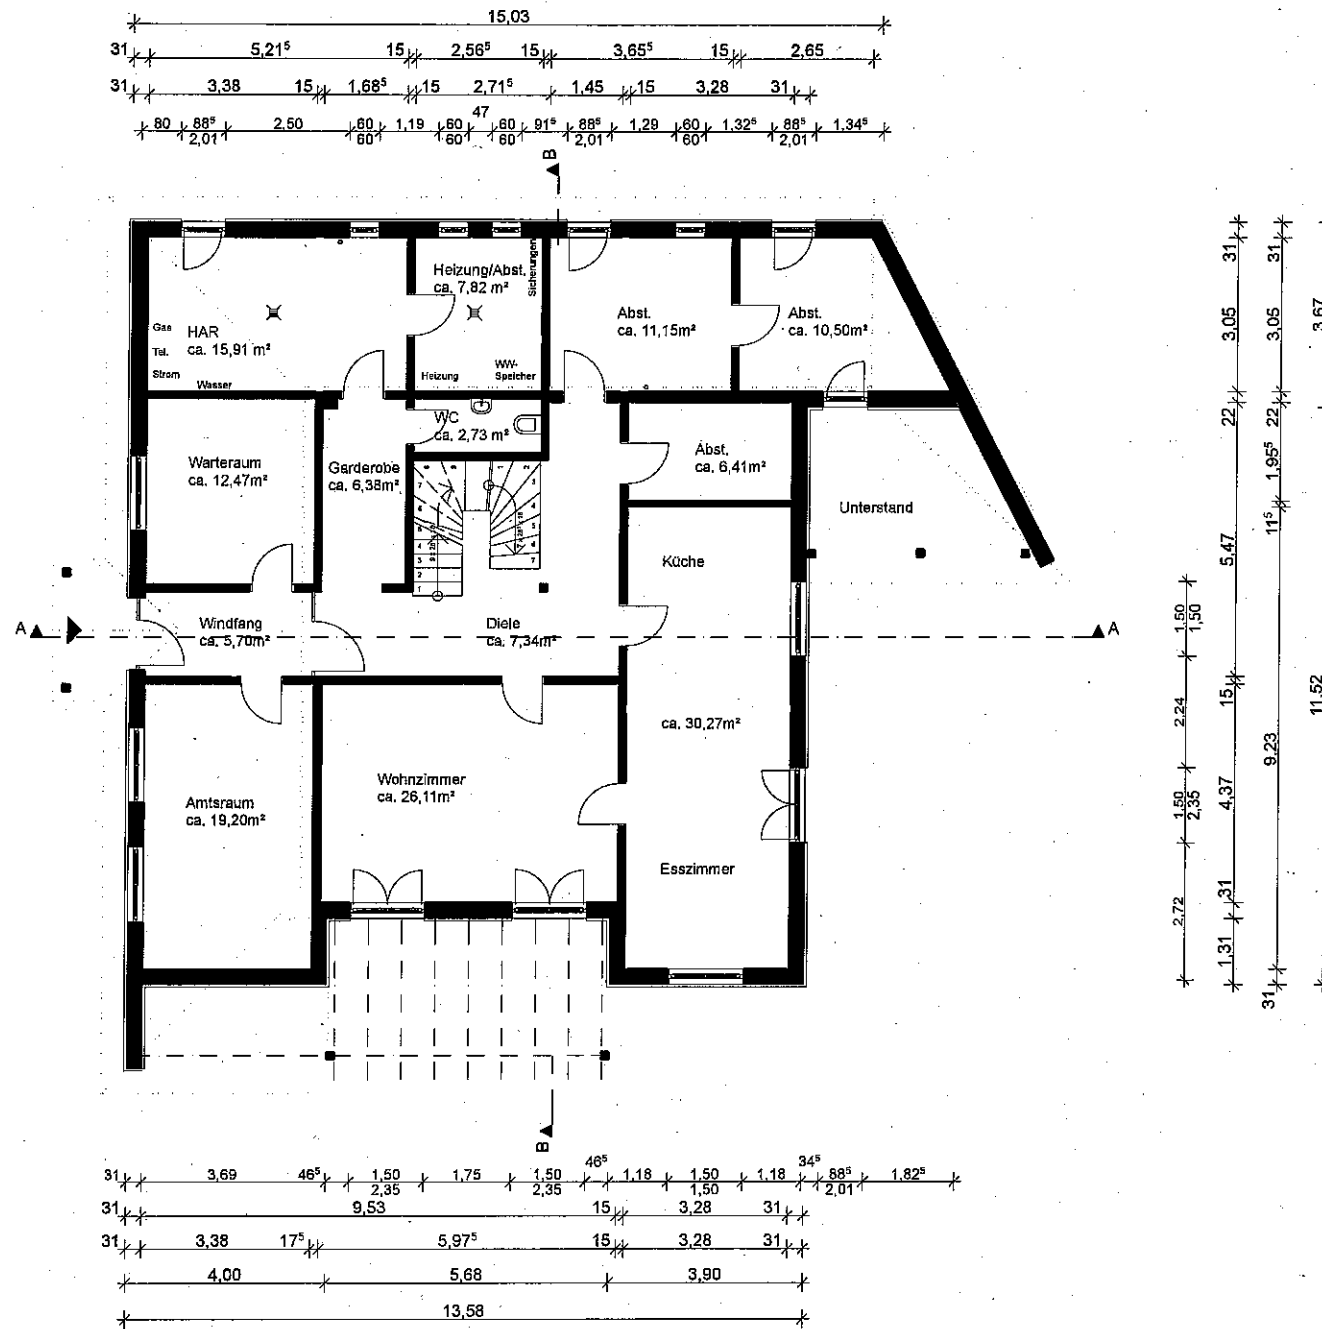 15,03
31 5,21⁵ 15 2,56⁵ 15 3,65⁵ 15 2,65
31 3,38 15 1,68⁵ 15 2,71⁵ 1,45 15 3,28 31
47
80 88⁵ 2,50 60 1,19 60 60 91⁵ 88⁵ 1,29 60 1,32⁵ 88⁵ 1,34⁵
2,01 60 60 60 2,01 60 2,01
B
Heizung/Abst.
ca. 7,82 m²
Sicherungen
Gas
Tel.
Strom
HAR
ca. 15,91 m²
Wasser
Heizung
WW-
Speicher
Abst.
ca. 11,15m²
Abst.
ca. 10,50m²
WC
ca. 2,73 m²
Warteraum
ca. 12,47m²
Garderobe
ca. 6,38m²
Abst.
ca. 6,41m²
Unterstand
Küche
A
Windfang
ca. 5,70m²
Diele
ca. 7,34m²
A
ca. 30,27m²
Wohnzimmer
ca. 26,11m²
Amtsraum
ca. 19,20m²
Esszimmer
B
31
3,05
22
5,47
15
4,37
31
1,31
31
3,05
22
1,95⁵
11⁵
9,23
31
3,67
11,52
1,50
1,50
2,24
1,50
2,35
2,72
46⁵ 34⁵
31 3,69 46⁵ 1,50 1,75 1,50 1,18 1,50 1,18 88⁵ 1,82⁵
2,35 2,35 1,50 2,01
31 9,53 15 3,28 31
31 3,38 17⁵ 5,97⁵ 15 3,28 31
4,00 5,68 3,90
13,58